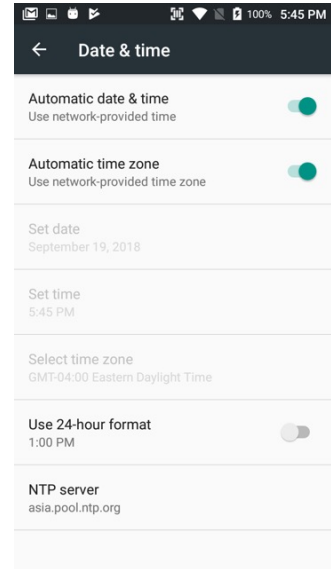 100% 5:45 PM
Date & time
Automatic date & time
Use network-provided time
Automatic time zone
Use network-provided time zone
Set date
September 19, 2018
Set time
5:45 PM
Select time zone
GMT-04:00 Eastern Daylight Time
Use 24-hour format
1:00 PM
NTP server
asia.pool.ntp.org